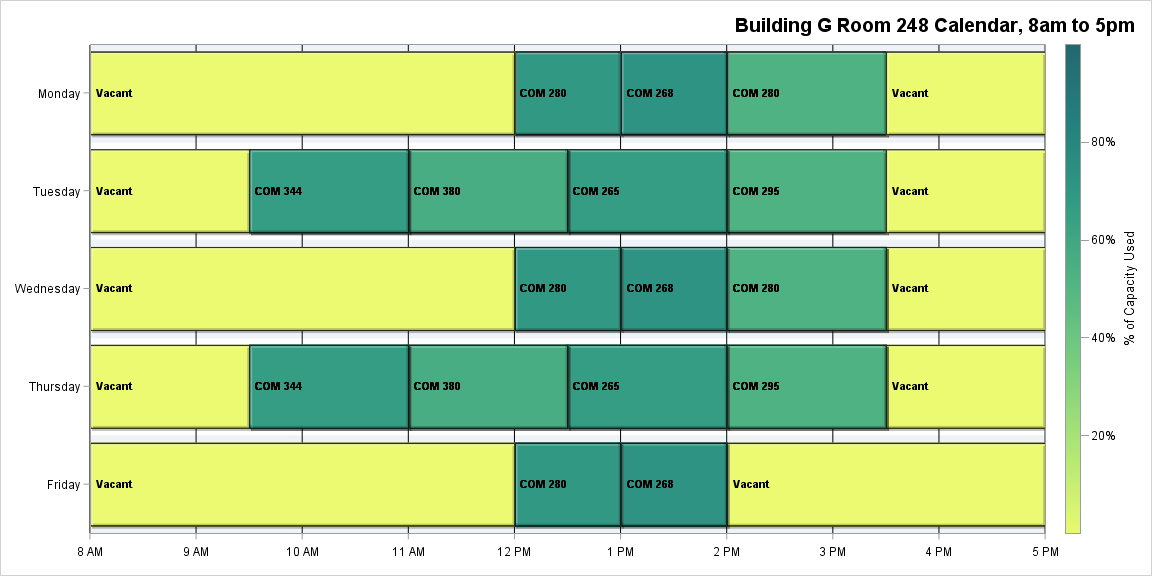 Building G Room 248 Calendar, 8am to 5pm
Monday
Vacant
COM 280
COM 268
COM 280
Vacant
Tuesday
Vacant
COM 344
COM 380
COM 265
COM 295
Vacant
Wednesday
Vacant
COM 280
COM 268
COM 280
Vacant
Thursday
Vacant
COM 344
COM 380
COM 265
COM 295
Vacant
Friday
Vacant
COM 280
COM 268
Vacant
8 AM
9 AM
10 AM
11 AM
12 PM
1 PM
2 PM
3 PM
4 PM
5 PM
80%
60%
40%
20%
% of Capacity Used